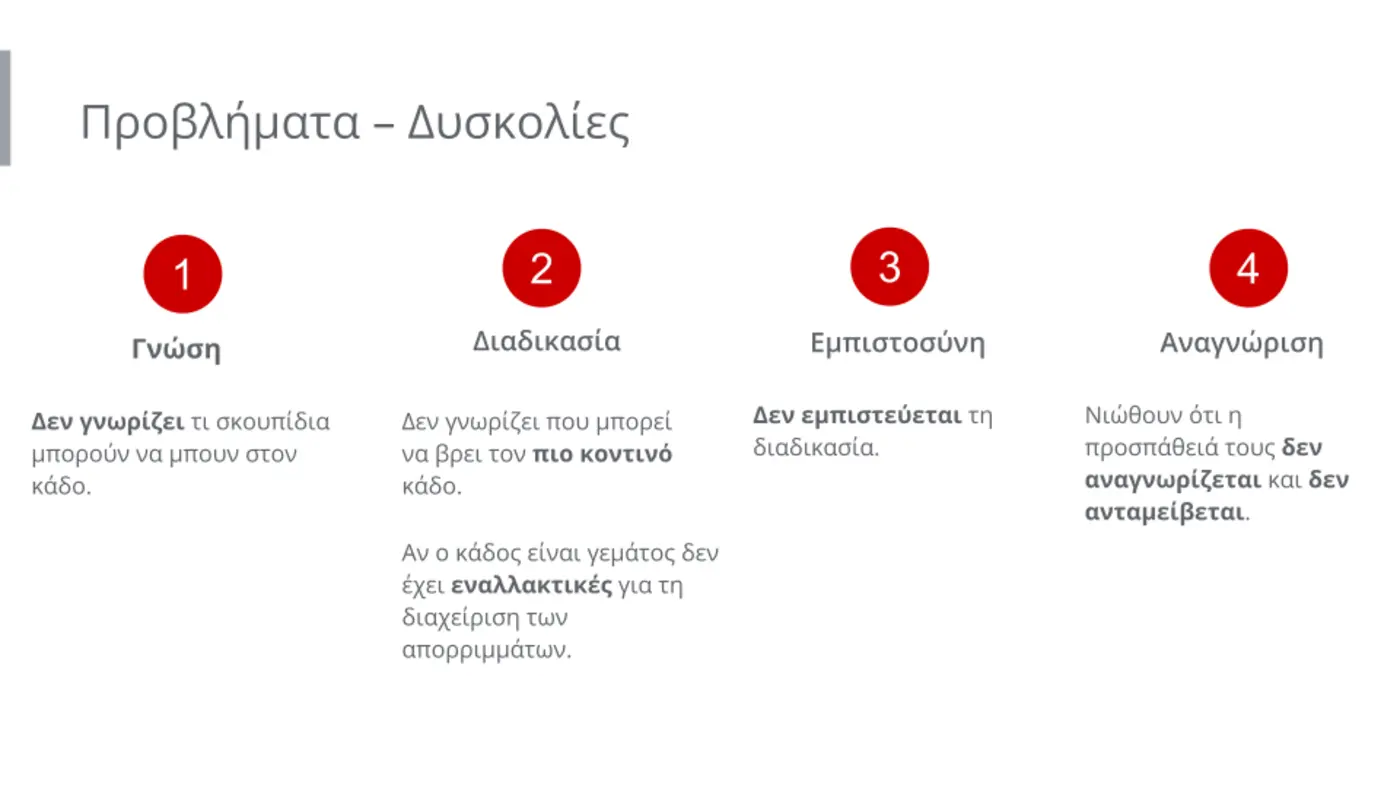 Προβλήματα – Δυσκολίες
1
Γνώση
Δεν γνωρίζει τι σκουπίδια
μπορούν να μπουν στον
κάδο.
2
Διαδικασία
Δεν γνωρίζει που μπορεί
να βρει τον πιο κοντινό
κάδο.
Αν ο κάδος είναι γεμάτος δεν
έχει εναλλακτικές για τη
διαχείριση των
απορριμμάτων.
3
Εμπιστοσύνη
Δεν εμπιστεύεται τη
διαδικασία.
4
Αναγνώριση
Νιώθουν ότι η
προσπάθειά τους δεν
αναγνωρίζεται και δεν
ανταμείβεται.